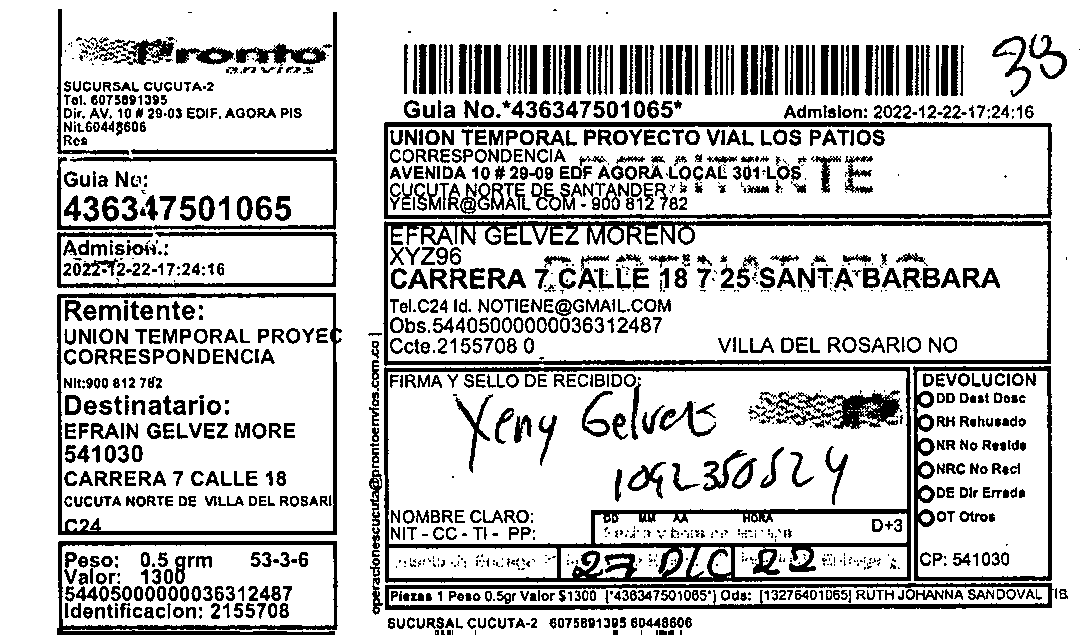 Pronto
envios
SUCURSAL CUCUTA-2
Tel. 6075891395
Dir. AV. 10 # 29-03 EDIF. AGORA PIS
Nit.60448606
Res
Guia No:
436347501065
Admision.:
2022-12-22-17:24:16
Remitente:
UNION TEMPORAL PROYEC
CORRESPONDENCIA
Nit:900 812 782
Destinatario:
EFRAIN GELVEZ MORE
541030
CARRERA 7 CALLE 18
CUCUTA NORTE DE VILLA DEL ROSARI
C24
Peso: 0.5 grm 53-3-6
Valor: 1300
54405000000036312487
Identificacion: 2155708
operacionescucuta@prontoenvios.com.co
33
Guia No.*436347501065*
Admision: 2022-12-22-17:24:16
UNION TEMPORAL PROYECTO VIAL LOS PATIOS
CORRESPONDENCIA
AVENIDA 10 # 29-09 EDF AGORA LOCAL 301 LOS
CUCUTA NORTE DE SANTANDER
YEISMIR@GMAIL COM - 900 812 782
EFRAIN GELVEZ MORENO
XYZ96
DESTINATARIO
CARRERA 7 CALLE 18 7 25 SANTA BARBARA
Tel.C24 Id. NOTIENE@GMAIL.COM
Obs.54405000000036312487
Ccte.2155708 0 VILLA DEL ROSARIO NO
FIRMA Y SELLO DE RECIBIDO:
Yeny Gelvez
1092350524
NOMBRE CLARO:
NIT - CC - TI - PP:
DD MM AA HORA
D+3
27 DIC 22
DEVOLUCION
DD Dest Desc
RH Rehusado
NR No Reside
NRC No Recl
DE Dir Errada
OT Otros
CP: 541030
Piezas 1 Peso 0.5gr Valor $1300 [*436347501065*] Ods: [13276401065] RUTH JOHANNA SANDOVAL
SUCURSAL CUCUTA-2 6075891395 60448606